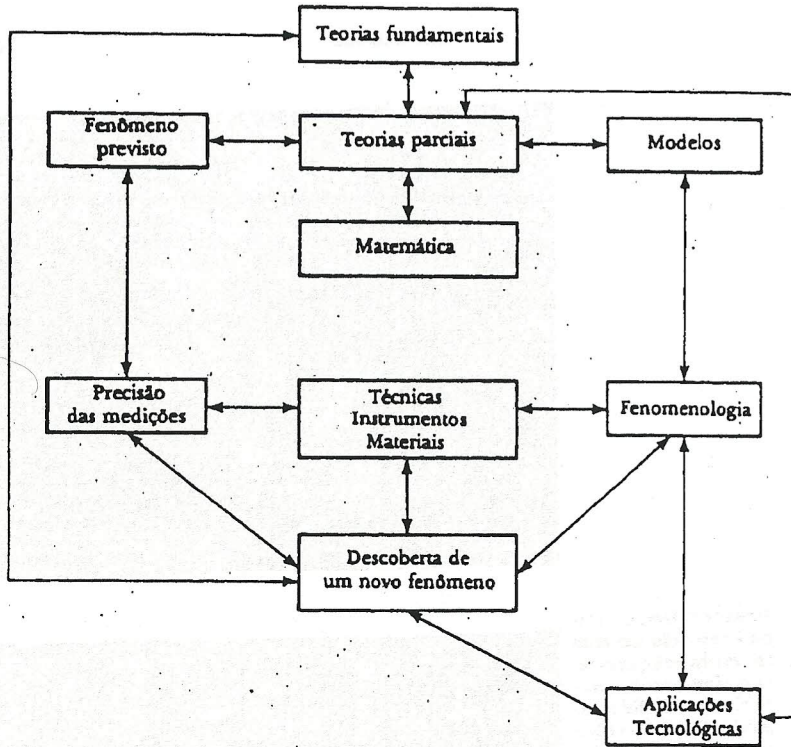 Teorias fundamentais
Fenômeno
previsto
Teorias parciais
Modelos
Matemática
Precisão
das medições
Técnicas
Instrumentos
Materiais
Fenomenologia
Descoberta de
um novo fenômeno
Aplicações
Tecnológicas